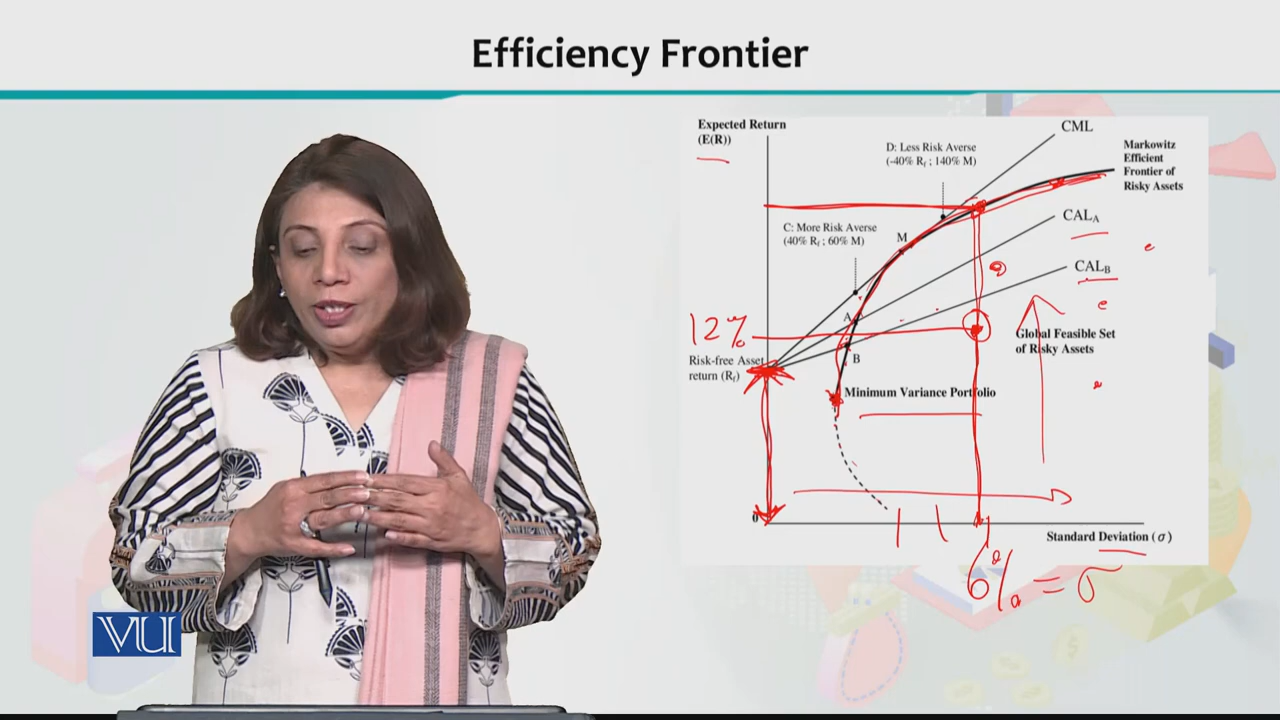 Efficiency Frontier
Expected Return
(E(R))
CML
D: Less Risk Averse
(-40% Rf ; 140% M)
Markowitz
Efficient
Frontier of
Risky Assets
C: More Risk Averse
(40% Rf ; 60% M)
M
CALA
CALB
A
12%
Global Feasible Set
of Risky Assets
B
Risk-free Asset
return (Rf)
Minimum Variance Portfolio
0
Standard Deviation (σ)
6% = σ
VUI